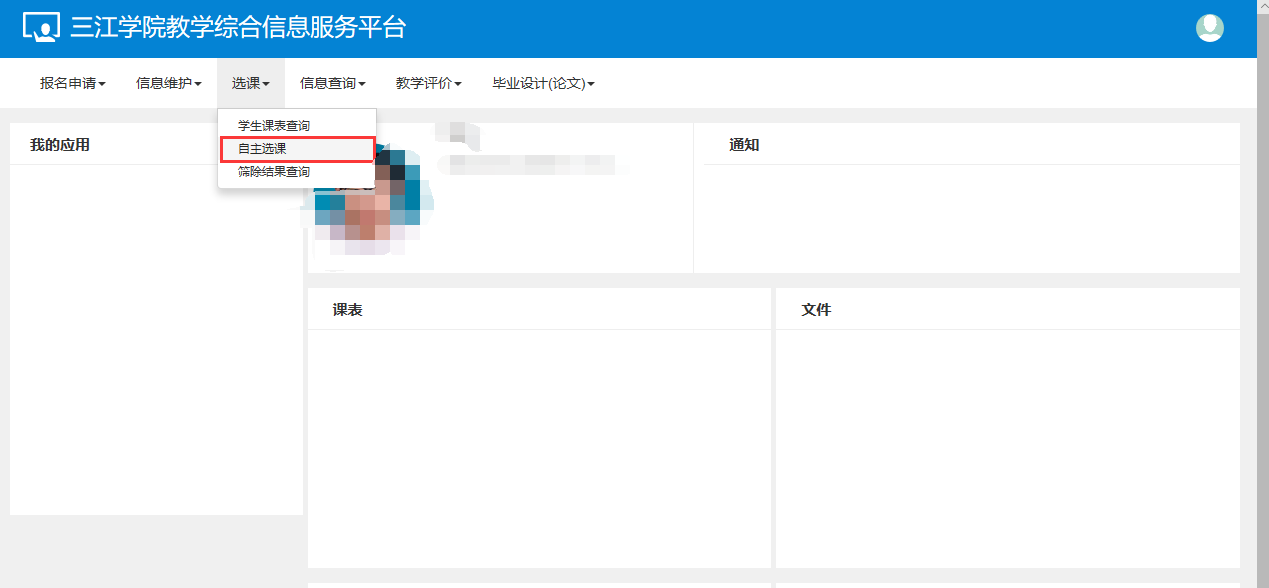 三江学院教学综合信息服务平台
报名申请 信息维护 选课 信息查询 教学评价 毕业设计(论文)
学生课表查询
自主选课
筛除结果查询
我的应用
通知
课表
文件